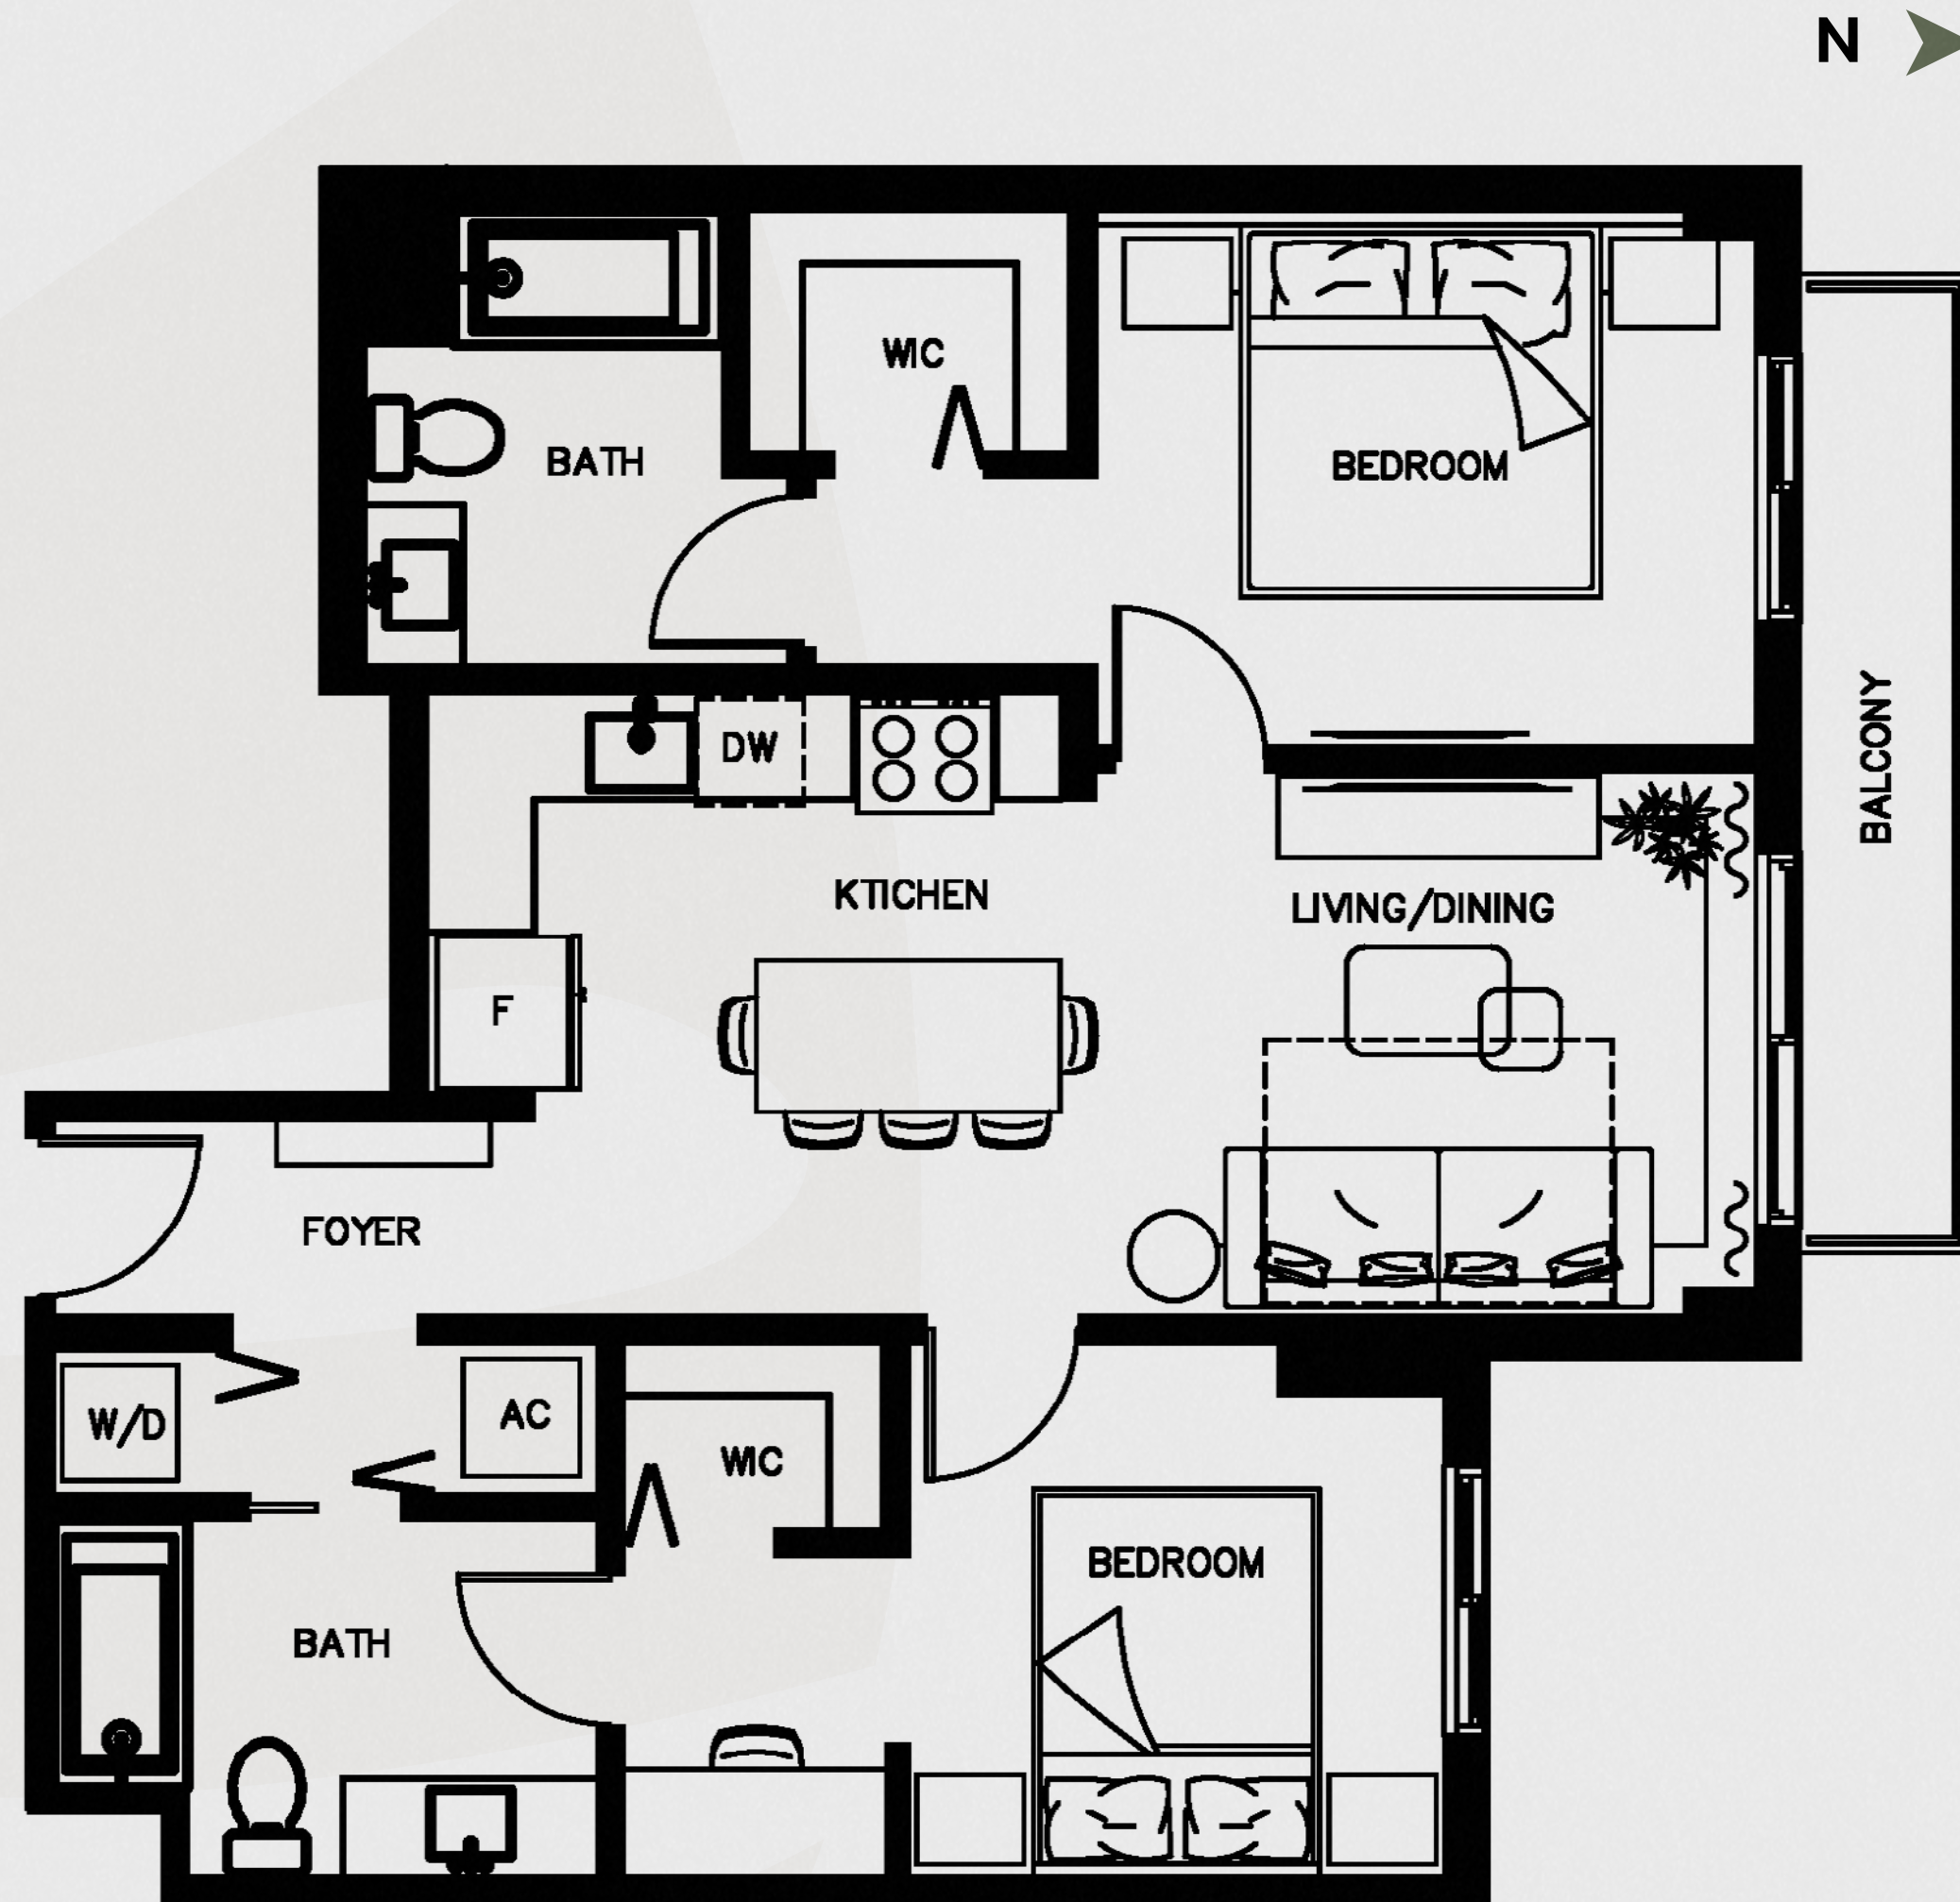 N
WIC
BATH
BEDROOM
DW
BALCONY
KTICHEN
LIVING/DINING
F
FOYER
W/D
AC
WIC
BEDROOM
BATH